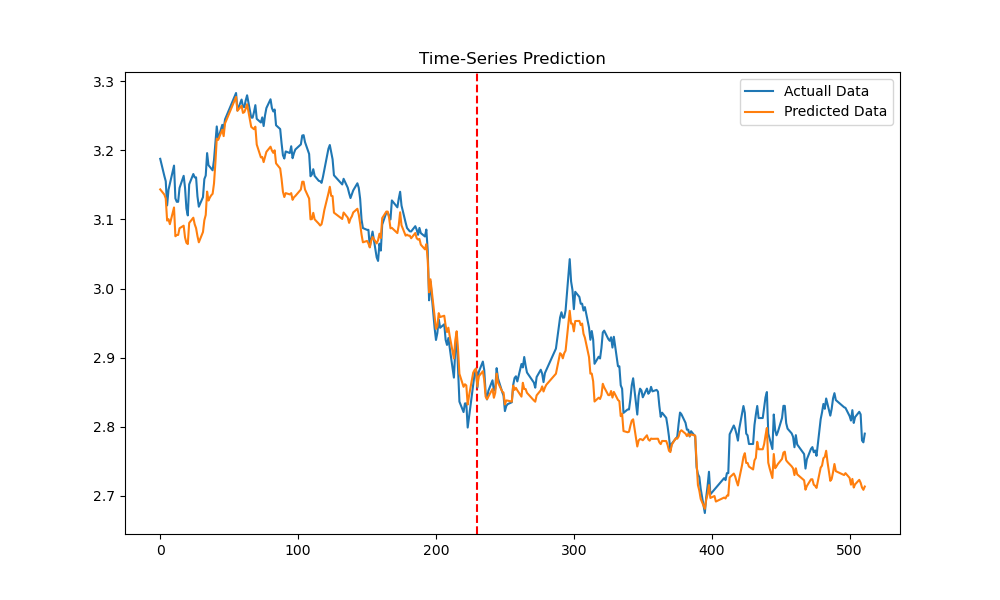 Time-Series Prediction
Actuall Data
Predicted Data
3.3
3.2
3.1
3.0
2.9
2.8
2.7
0 100 200 300 400 500